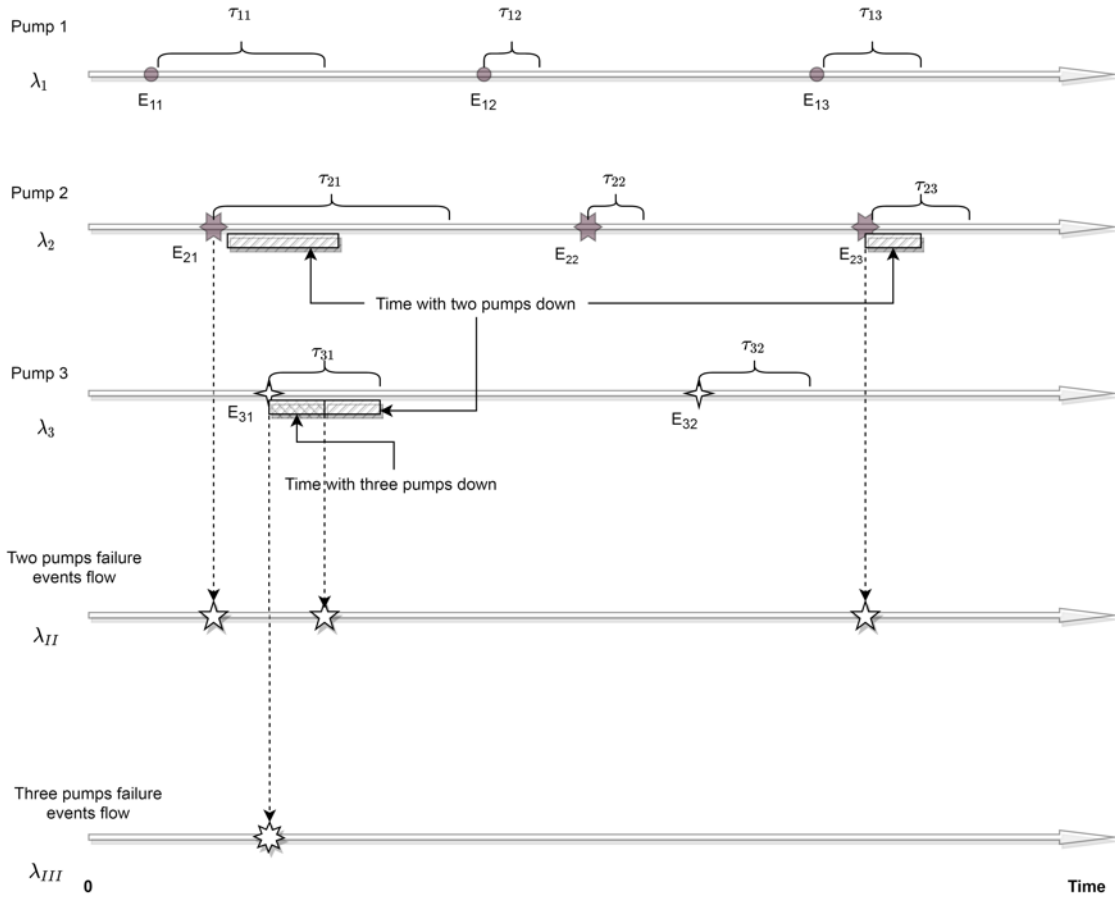 τ₁₁ τ₁₂ τ₁₃
Pump 1
λ₁
E₁₁ E₁₂ E₁₃
τ₂₁ τ₂₂ τ₂₃
Pump 2
λ₂
E₂₁ E₂₂ E₂₃
Time with two pumps down
τ₃₁ τ₃₂
Pump 3
λ₃
E₃₁ E₃₂
Time with three pumps down
Two pumps failure
events flow
λ_II
Three pumps failure
events flow
λ_III
0 Time